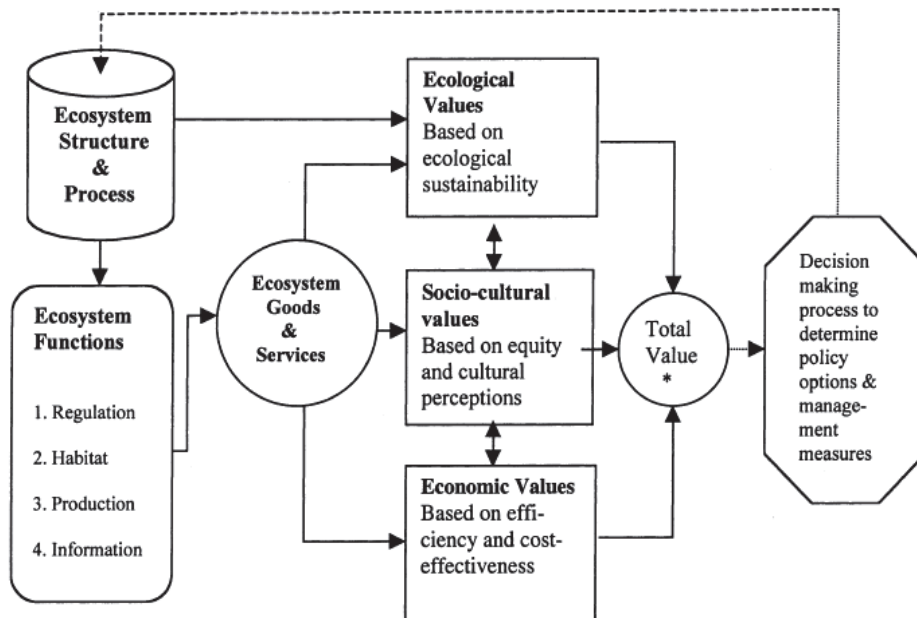 Ecosystem
Structure
&
Process
Ecosystem
Functions
1. Regulation
2. Habitat
3. Production
4. Information
Ecosystem
Goods
&
Services
Ecological
Values
Based on
ecological
sustainability
Socio-cultural
values
Based on equity
and cultural
perceptions
Economic Values
Based on effi-
ciency and cost-
effectiveness
Total
Value
*
Decision
making
process to
determine
policy
options &
manage-
ment
measures